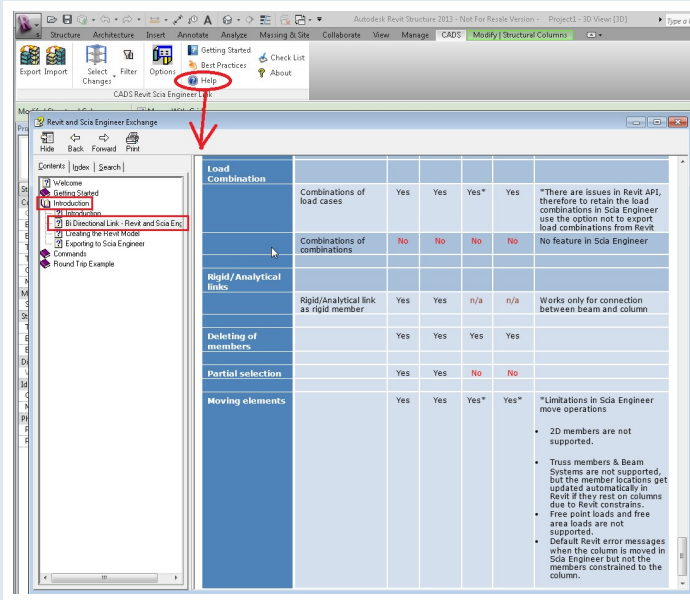 Autodesk Revit Structure 2013 - Not For Resale Version - Project1 - 3D View: {3D}
Type a
Structure Architecture Insert Annotate Analyze Massing & Site Collaborate View Manage CADS Modify | Structural Columns
Export Import Select Changes Filter Options
Getting Started
Best Practices
Help
Check List
About
CADS Revit Scia Engineer Link
Revit and Scia Engineer Exchange
Hide Back Forward Print
Contents Index Search
Welcome
Getting Started
Introduction
Introduction
Bi Directional Link - Revit and Scia Eng
Creating the Revit Model
Exporting to Scia Engineer
Commands
Round Trip Example
Load
Combination
Combinations of Yes Yes Yes* Yes *There are issues in Revit API,
load cases therefore to retain the load
combinations in Scia Engineer
use the option not to export
load combinations from Revit
Combinations of No No No No No feature in Scia Engineer
combinations
Rigid/Analytical
links
Rigid/Analytical link Yes Yes n/a n/a Works only for connection
as rigid member between beam and column
Deleting of Yes Yes Yes Yes
members
Partial selection Yes Yes No No
Moving elements Yes Yes Yes* Yes* *Limitations in Scia Engineer
move operations
• 2D members are not
supported.
• Truss members & Beam
Systems are not supported,
but the member locations get
updated automatically in
Revit if they rest on columns
due to Revit constrains.
• Free point loads and free
area loads are not
supported.
• Default Revit error messages
when the column is moved in
Scia Engineer but not the
members constrained to the
column.